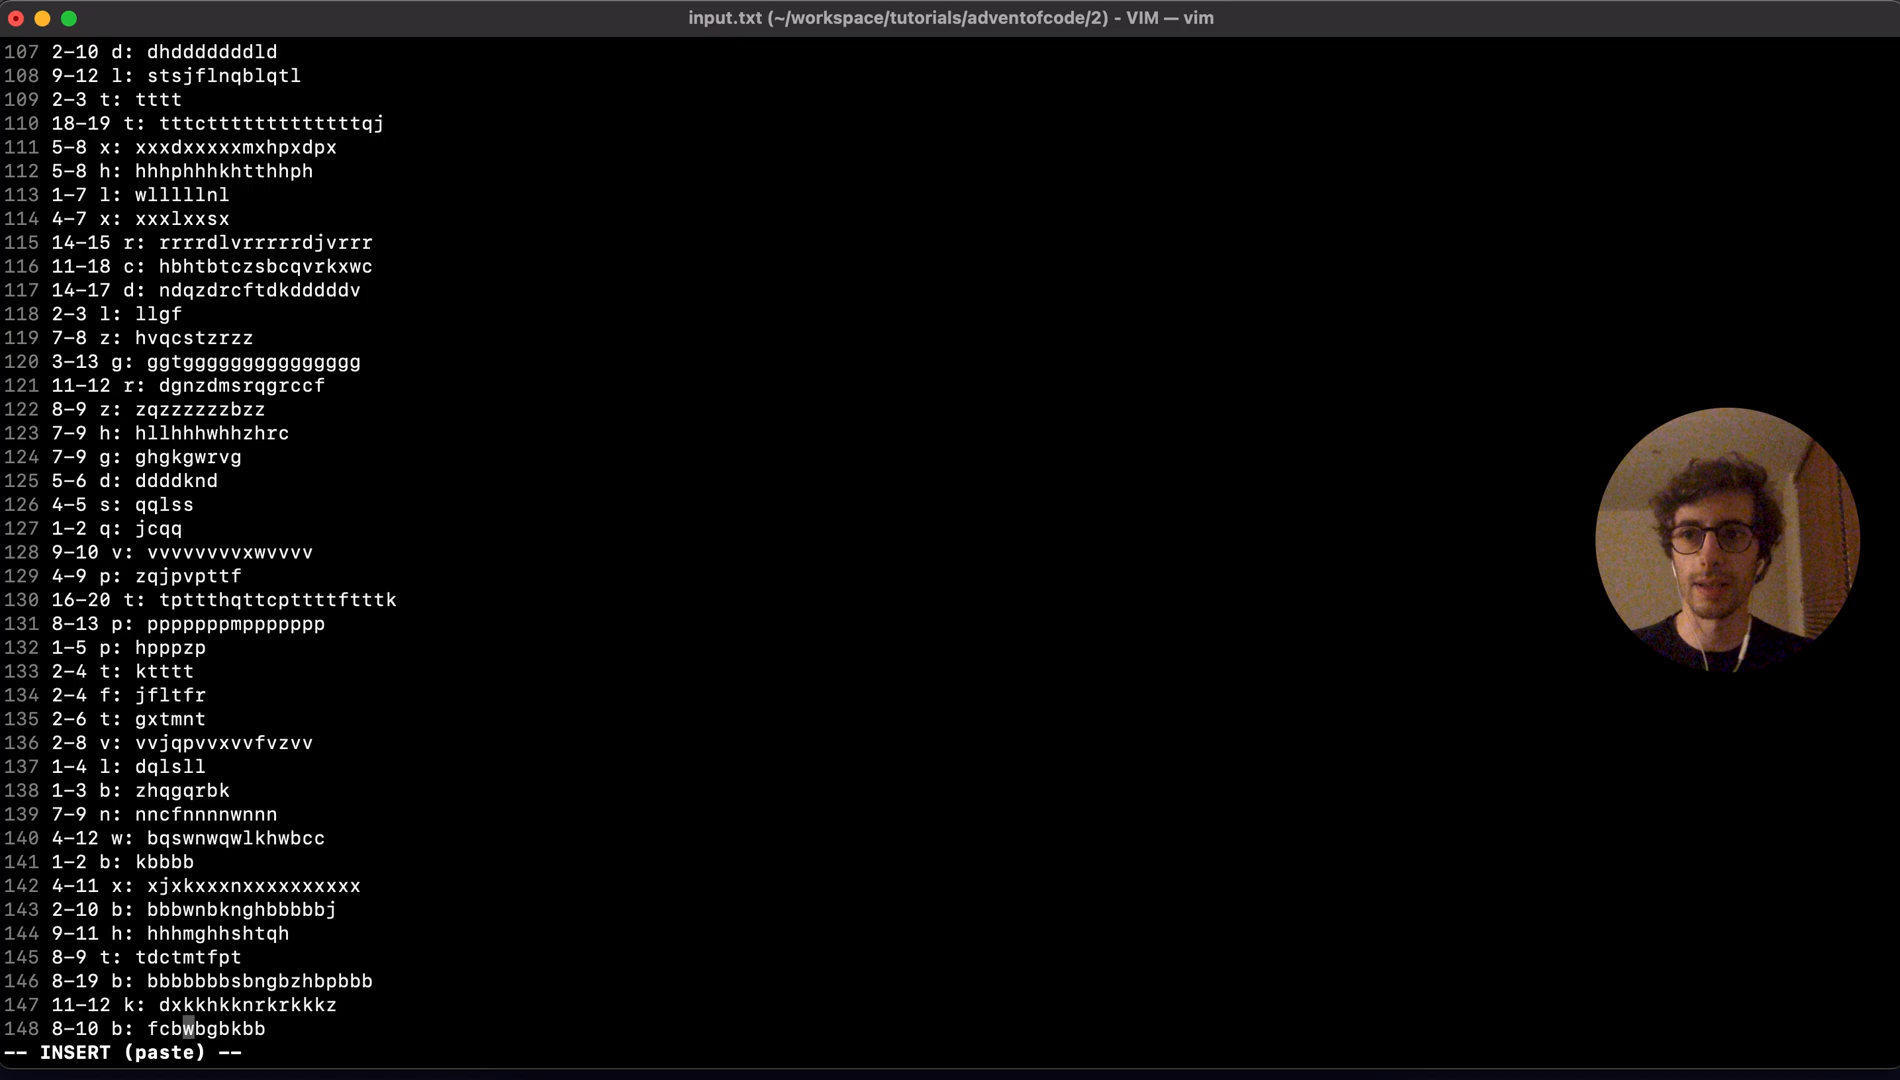 input.txt (~/workspace/tutorials/adventofcode/2) - VIM — vim
107 2-10 d: dhdddddddld
108 9-12 l: stsjflnqblqtl
109 2-3 t: tttt
110 18-19 t: tttctttttttttttttqj
111 5-8 x: xxxdxxxxxmxhpxdpx
112 5-8 h: hhhphhhkhtthhph
113 1-7 l: wlllllnl
114 4-7 x: xxxlxxsx
115 14-15 r: rrrrdlvrrrrrdjvrrr
116 11-18 c: hbhtbtczsbcqvrkxwc
117 14-17 d: ndqzdrcftdkdddddv
118 2-3 l: llgf
119 7-8 z: hvqcstzrzz
120 3-13 g: ggtggggggggggggggg
121 11-12 r: dgnzdmsrqgrccf
122 8-9 z: zqzzzzzzbzz
123 7-9 h: hllhhhwhhzhrc
124 7-9 g: ghgkgwrvg
125 5-6 d: ddddknd
126 4-5 s: qqlss
127 1-2 q: jcqq
128 9-10 v: vvvvvvvvxwvvvv
129 4-9 p: zqjpvpttf
130 16-20 t: tpttthqttcpttttftttk
131 8-13 p: pppppppmppppppp
132 1-5 p: hpppzp
133 2-4 t: ktttt
134 2-4 f: jfltfr
135 2-6 t: gxtmnt
136 2-8 v: vvjqpvvxvvfvzvv
137 1-4 l: dqlsll
138 1-3 b: zhqgqrbk
139 7-9 n: nncfnnnnwnnn
140 4-12 w: bqswnwqwlkhwbcc
141 1-2 b: kbbbb
142 4-11 x: xjxkxxxnxxxxxxxxxx
143 2-10 b: bbbwnbknghbbbbbj
144 9-11 h: hhhmghhshtqh
145 8-9 t: tdctmtfpt
146 8-19 b: bbbbbbbsbngbzhbpbbb
147 11-12 k: dxkkhkknrkrkkkz
148 8-10 b: fcbwbgbkbb
-- INSERT (paste) --